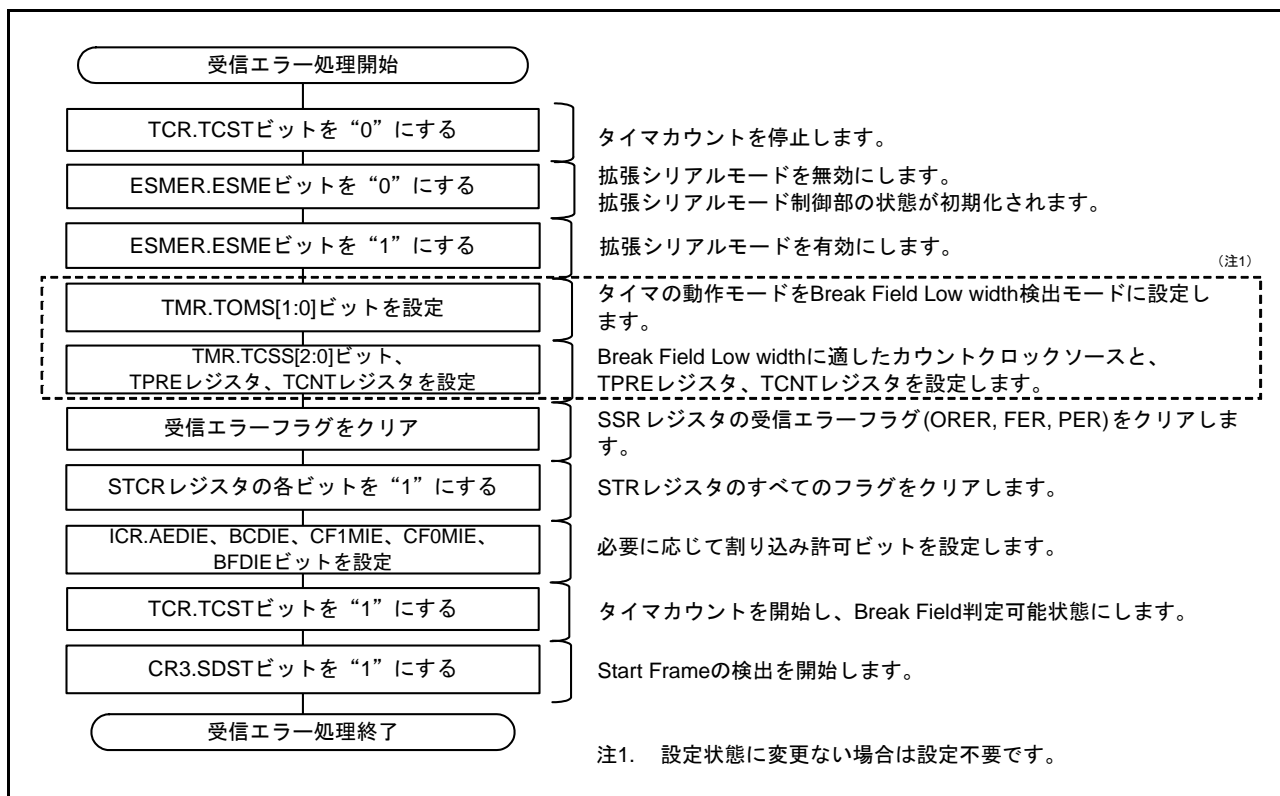 受信エラー処理開始
TCR.TCSTビットを“0”にする
タイマカウントを停止します。
ESMER.ESMEビットを“0”にする
拡張シリアルモードを無効にします。
拡張シリアルモード制御部の状態が初期化されます。
ESMER.ESMEビットを“1”にする
拡張シリアルモードを有効にします。
(注1)
TMR.TOMS[1:0]ビットを設定
タイマの動作モードをBreak Field Low width検出モードに設定し
ます。
TMR.TCSS[2:0]ビット、
TPREレジスタ、TCNTレジスタを設定
Break Field Low widthに適したカウントクロックソースと、
TPREレジスタ、TCNTレジスタを設定します。
受信エラーフラグをクリア
SSRレジスタの受信エラーフラグ(ORER, FER, PER)をクリアしま
す。
STCRレジスタの各ビットを“1”にする
STRレジスタのすべてのフラグをクリアします。
ICR.AEDIE、BCDIE、CF1MIE、CF0MIE、
BFDIEビットを設定
必要に応じて割り込み許可ビットを設定します。
TCR.TCSTビットを“1”にする
タイマカウントを開始し、Break Field判定可能状態にします。
CR3.SDSTビットを“1”にする
Start Frameの検出を開始します。
受信エラー処理終了
注1. 設定状態に変更ない場合は設定不要です。